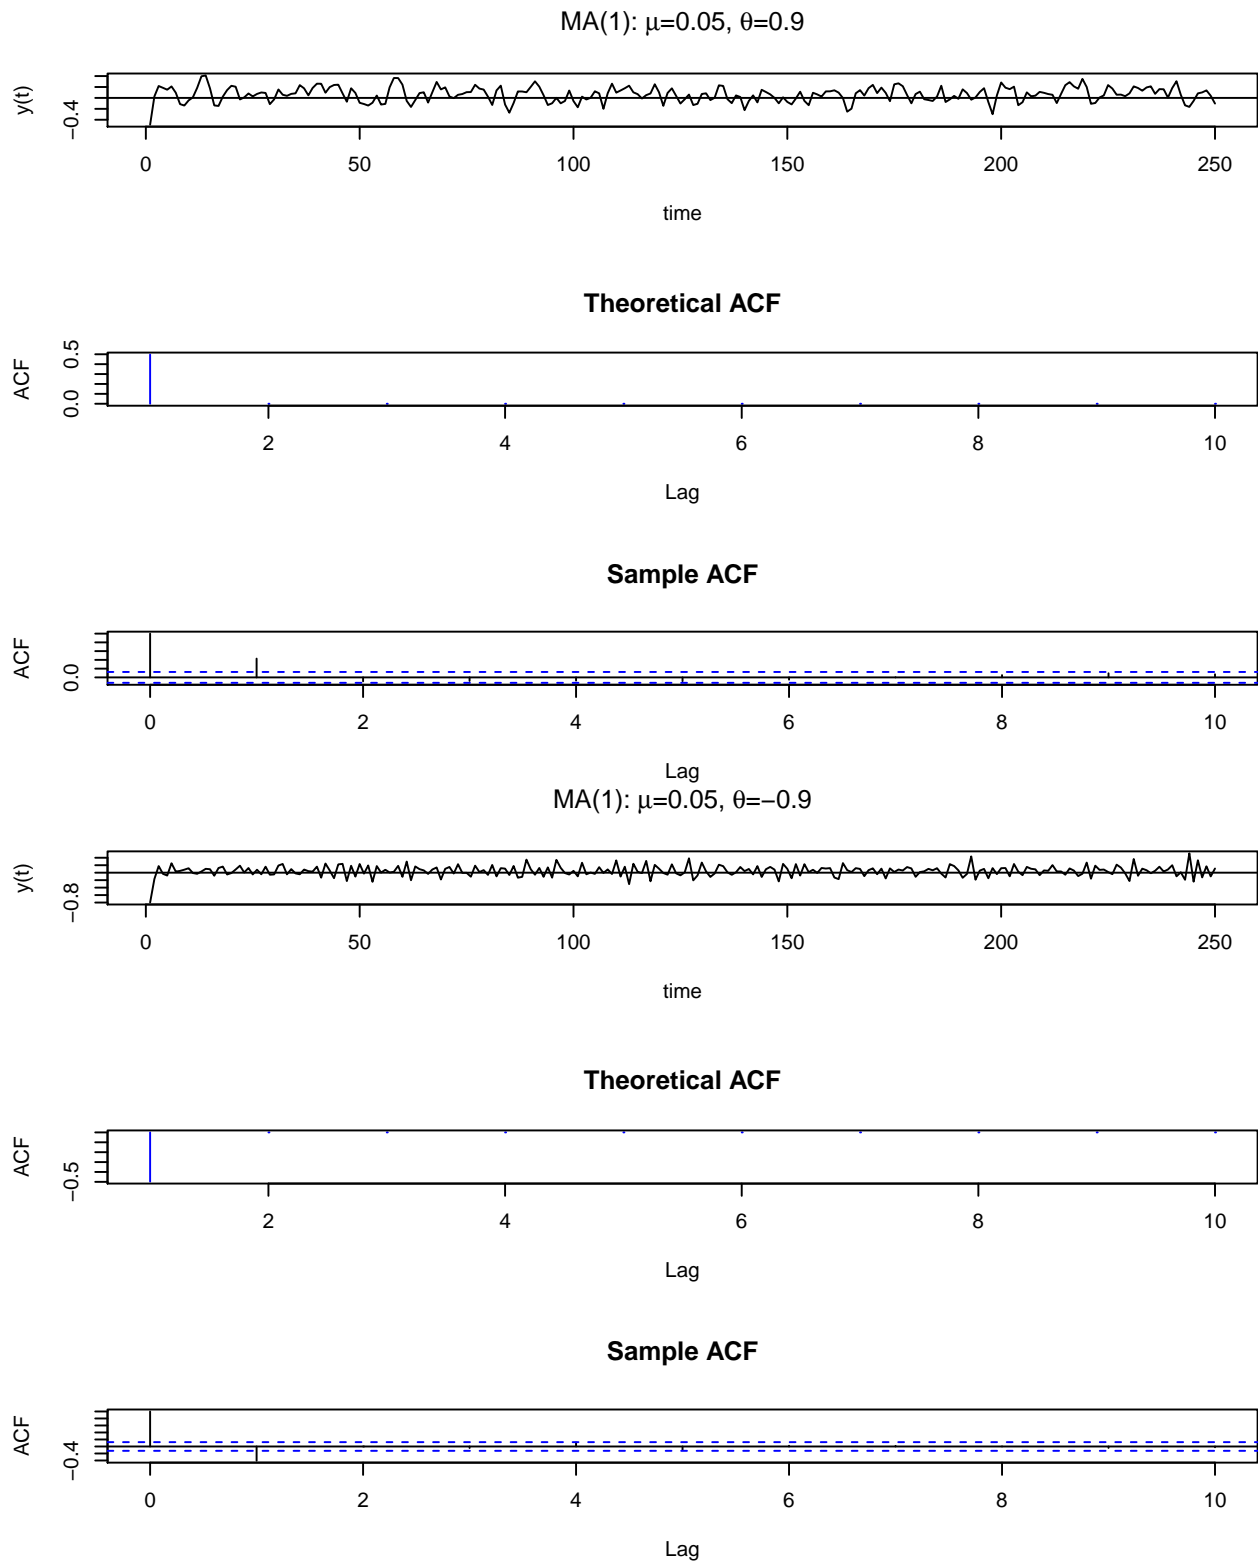 MA(1): μ=0.05, θ=0.9
y(t)
−0.4
0 50 100 150 200 250
time
Theoretical ACF
ACF
0.0 0.5
2 4 6 8 10
Lag
Sample ACF
ACF
0.0
0 2 4 6 8 10
Lag
MA(1): μ=0.05, θ=−0.9
y(t)
−0.8
0 50 100 150 200 250
time
Theoretical ACF
ACF
−0.5
2 4 6 8 10
Lag
Sample ACF
ACF
−0.4
0 2 4 6 8 10
Lag